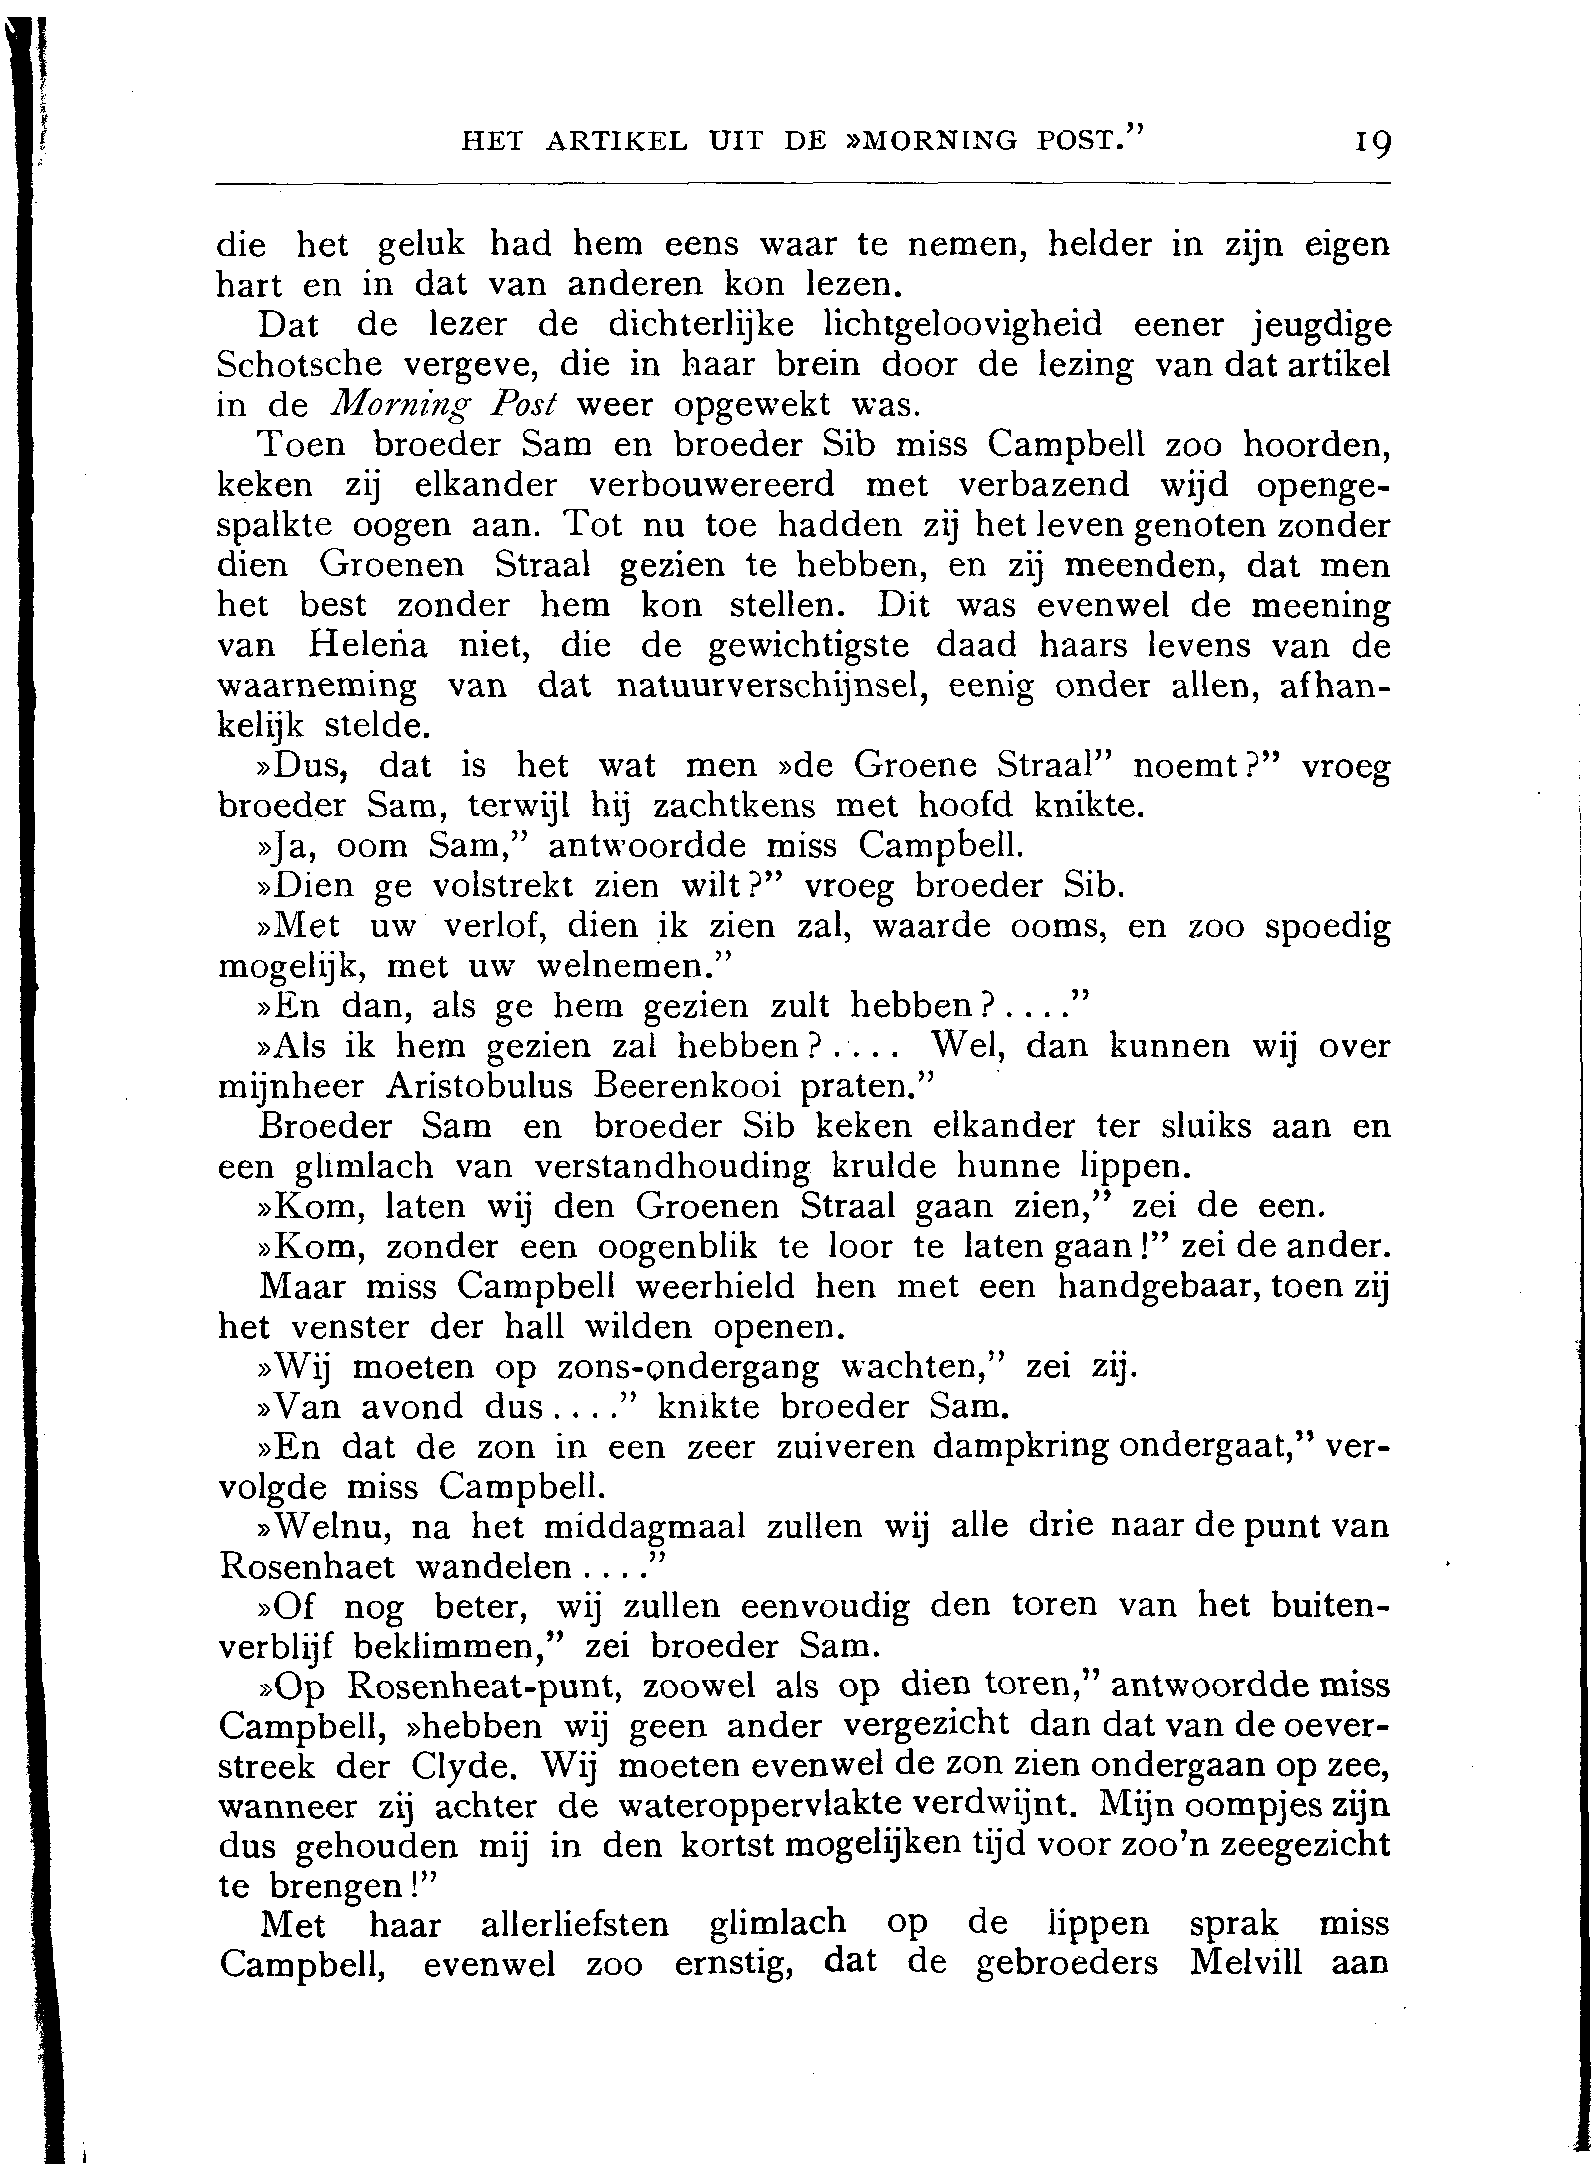 HET ARTIKEL UIT DE »MORNING POST.” 19
die het geluk had hem eens waar te nemen, helder in zijn eigen
hart en in dat van anderen kon lezen.
Dat de lezer de dichterlijke lichtgeloovigheid eener jeugdige
Schotsche vergeve, die in haar brein door de lezing van dat artikel
in de Morning Post weer opgewekt was.
Toen broeder Sam en broeder Sib miss Campbell zoo hoorden,
keken zij elkander verbouwereerd met verbazend wijd openge-
spalkte oogen aan. Tot nu toe hadden zij het leven genoten zonder
dien Groenen Straal gezien te hebben, en zij meenden, dat men
het best zonder hem kon stellen. Dit was evenwel de meening
van Helena niet, die de gewichtigste daad haars levens van de
waarneming van dat natuurverschijnsel, eenig onder allen, afhan-
kelijk stelde.
»Dus, dat is het wat men »de Groene Straal” noemt?” vroeg
broeder Sam, terwijl hij zachtkens met hoofd knikte.
»Ja, oom Sam,” antwoordde miss Campbell.
»Dien ge volstrekt zien wilt?” vroeg broeder Sib.
»Met uw verlof, dien ik zien zal, waarde ooms, en zoo spoedig
mogelijk, met uw welnemen.”
»En dan, als ge hem gezien zult hebben?....”
»Als ik hem gezien zal hebben?.... Wel, dan kunnen wij over
mijnheer Aristobulus Beerenkooi praten.”
Broeder Sam en broeder Sib keken elkander ter sluiks aan en
een glimlach van verstandhouding krulde hunne lippen.
»Kom, laten wij den Groenen Straal gaan zien,” zei de een.
»Kom, zonder een oogenblik te loor te laten gaan!” zei de ander.
Maar miss Campbell weerhield hen met een handgebaar, toen zij
het venster der hall wilden openen.
»Wij moeten op zons-ondergang wachten,” zei zij.
»Van avond dus....” knikte broeder Sam.
»En dat de zon in een zeer zuiveren dampkring ondergaat,” ver-
volgde miss Campbell.
»Welnu, na het middagmaal zullen wij alle drie naar de punt van
Rosenhaet wandelen....”
»Of nog beter, wij zullen eenvoudig den toren van het buiten-
verblijf beklimmen,” zei broeder Sam.
»Op Rosenheat-punt, zoowel als op dien toren,” antwoordde miss
Campbell, »hebben wij geen ander vergezicht dan dat van de oever-
streek der Clyde. Wij moeten evenwel de zon zien ondergaan op zee,
wanneer zij achter de wateroppervlakte verdwijnt. Mijn oompjes zijn
dus gehouden mij in den kortst mogelijken tijd voor zoo’n zeegezicht
te brengen!”
Met haar allerliefsten glimlach op de lippen sprak miss
Campbell, evenwel zoo ernstig, dat de gebroeders Melvill aan